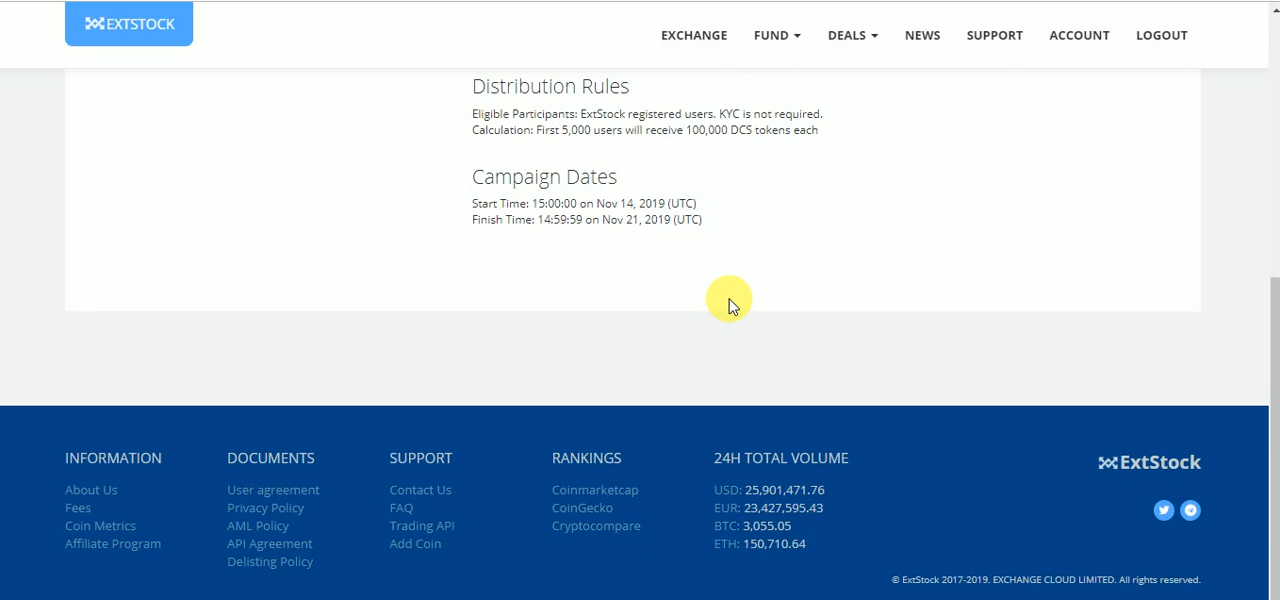 EXTSTOCK
EXCHANGE FUND DEALS NEWS SUPPORT ACCOUNT LOGOUT
Distribution Rules
Eligible Participants: ExtStock registered users. KYC is not required.
Calculation: First 5,000 users will receive 100,000 DCS tokens each
Campaign Dates
Start Time: 15:00:00 on Nov 14, 2019 (UTC)
Finish Time: 14:59:59 on Nov 21, 2019 (UTC)
INFORMATION
About Us
Fees
Coin Metrics
Affiliate Program
DOCUMENTS
User agreement
Privacy Policy
AML Policy
API Agreement
Delisting Policy
SUPPORT
Contact Us
FAQ
Trading API
Add Coin
RANKINGS
Coinmarketcap
CoinGecko
Cryptocompare
24H TOTAL VOLUME
USD: 25,901,471.76
EUR: 23,427,595.43
BTC: 3,055.05
ETH: 150,710.64
ExtStock
© ExtStock 2017-2019. EXCHANGE CLOUD LIMITED. All rights reserved.